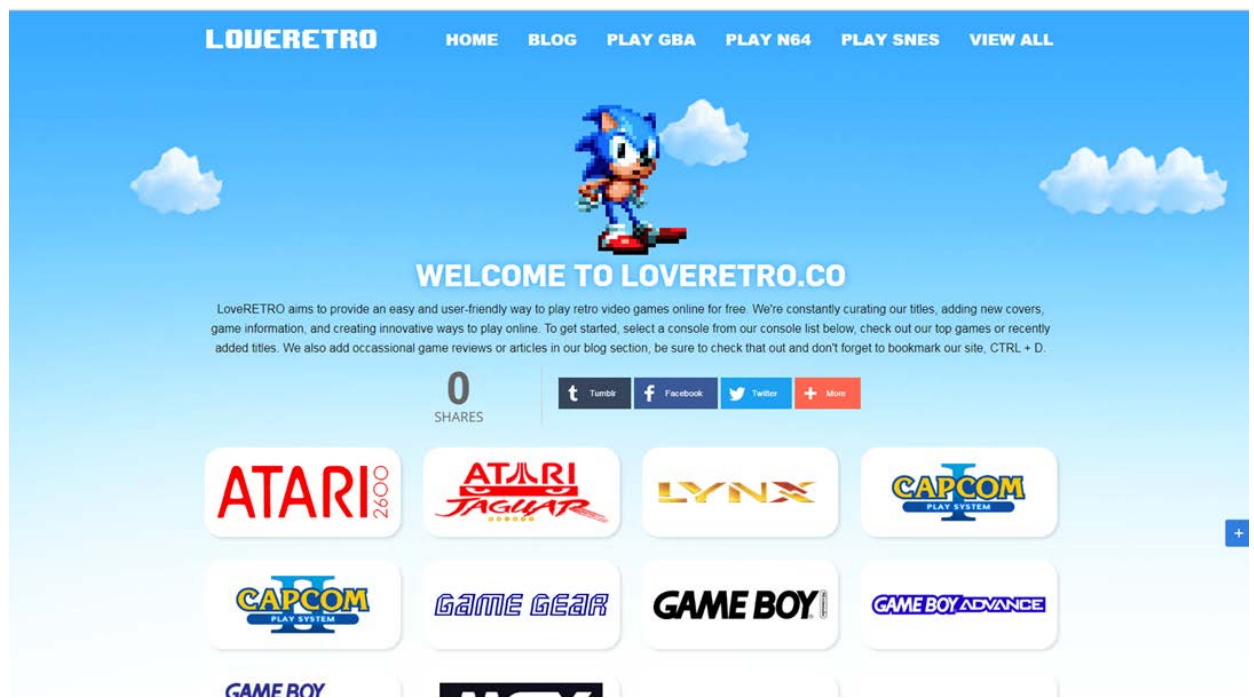 LOVERETRO
HOME BLOG PLAY GBA PLAY N64 PLAY SNES VIEW ALL
WELCOME TO LOVERETRO.CO
LoveRETRO aims to provide an easy and user-friendly way to play retro video games online for free. We're constantly curating our titles, adding new covers,
game information, and creating innovative ways to play online. To get started, select a console from our console list below, check out our top games or recently
added titles. We also add occassional game reviews or articles in our blog section, be sure to check that out and don't forget to bookmark our site, CTRL + D.
0
SHARES
t Tumblr f Facebook Twitter + More
ATARI 2600
ATARI
JAGUAR
LYNX
I
CAPCOM
PLAY SYSTEM
II
CAPCOM
PLAY SYSTEM
GAME GEAR
GAME BOY
GAME BOY ADVANCE
GAME BOY
+